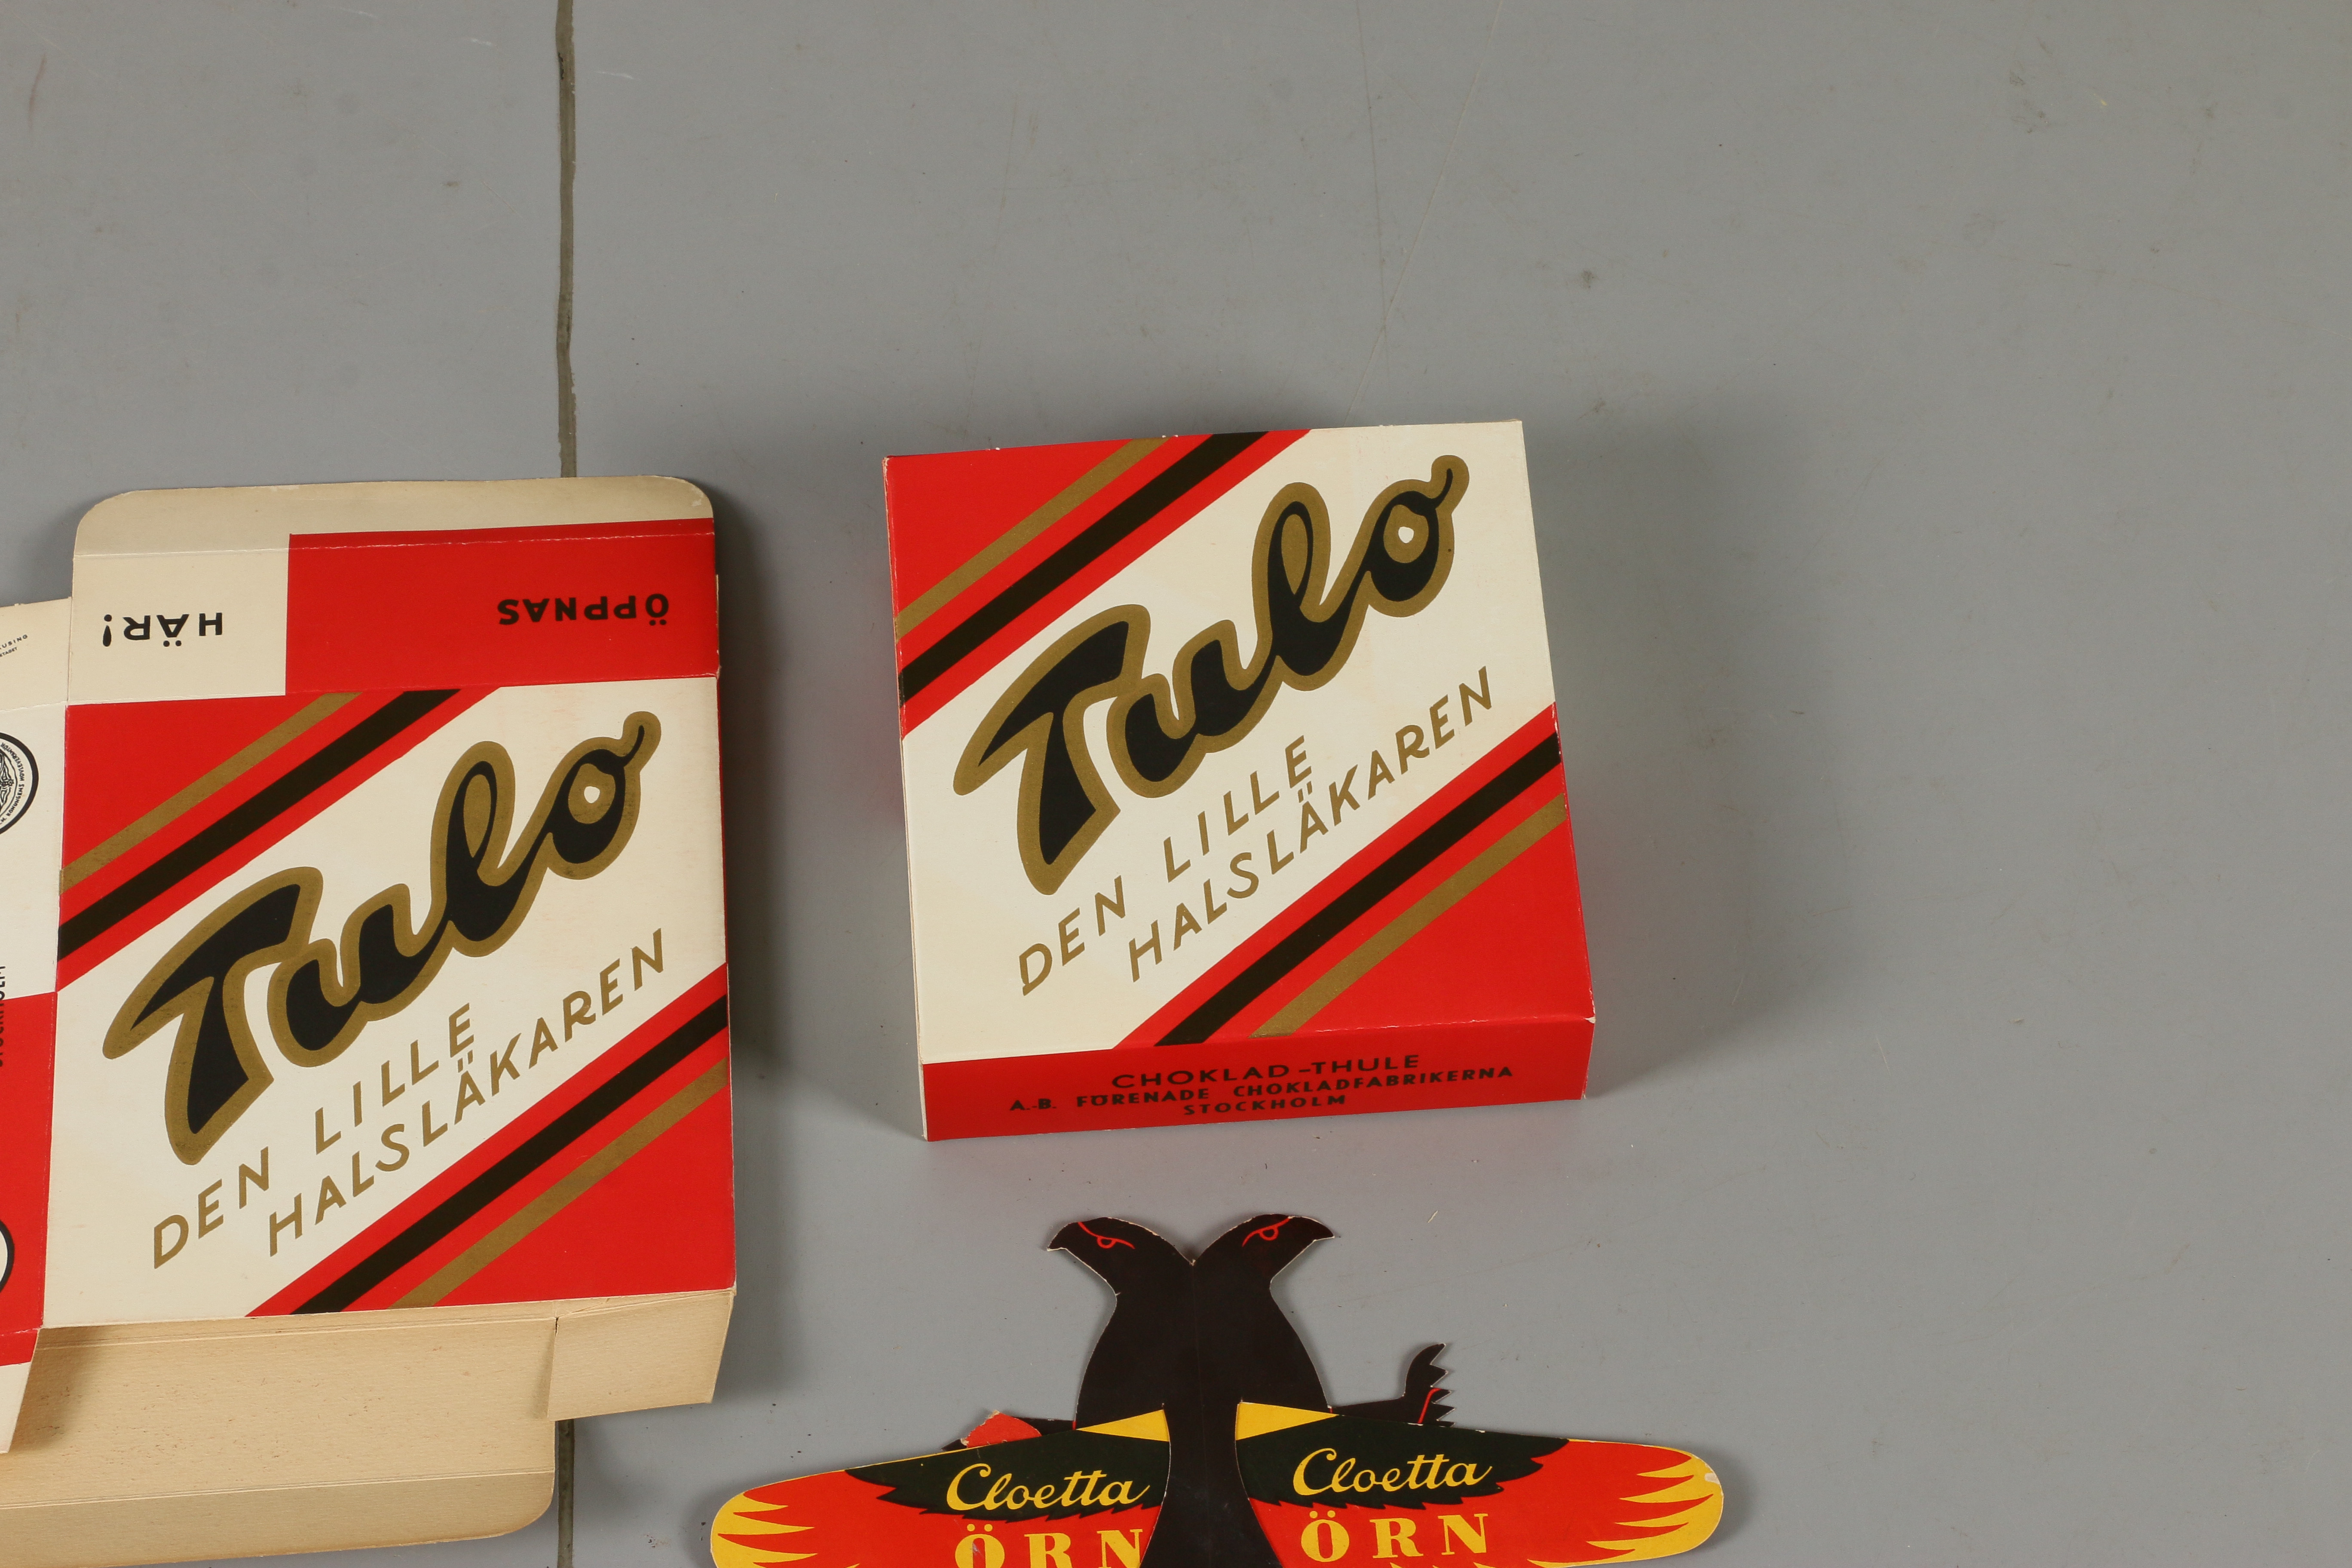 ÖPPNAS HÄR!
Tulo
DEN LILLE
HALSLÄKAREN
Tulo
DEN LILLE
HALSLÄKAREN
CHOKLAD-THULE
A.-B. FÖRENADE CHOKLADFABRIKERNA
STOCKHOLM
Cloetta
ÖRN
Cloetta
ÖRN